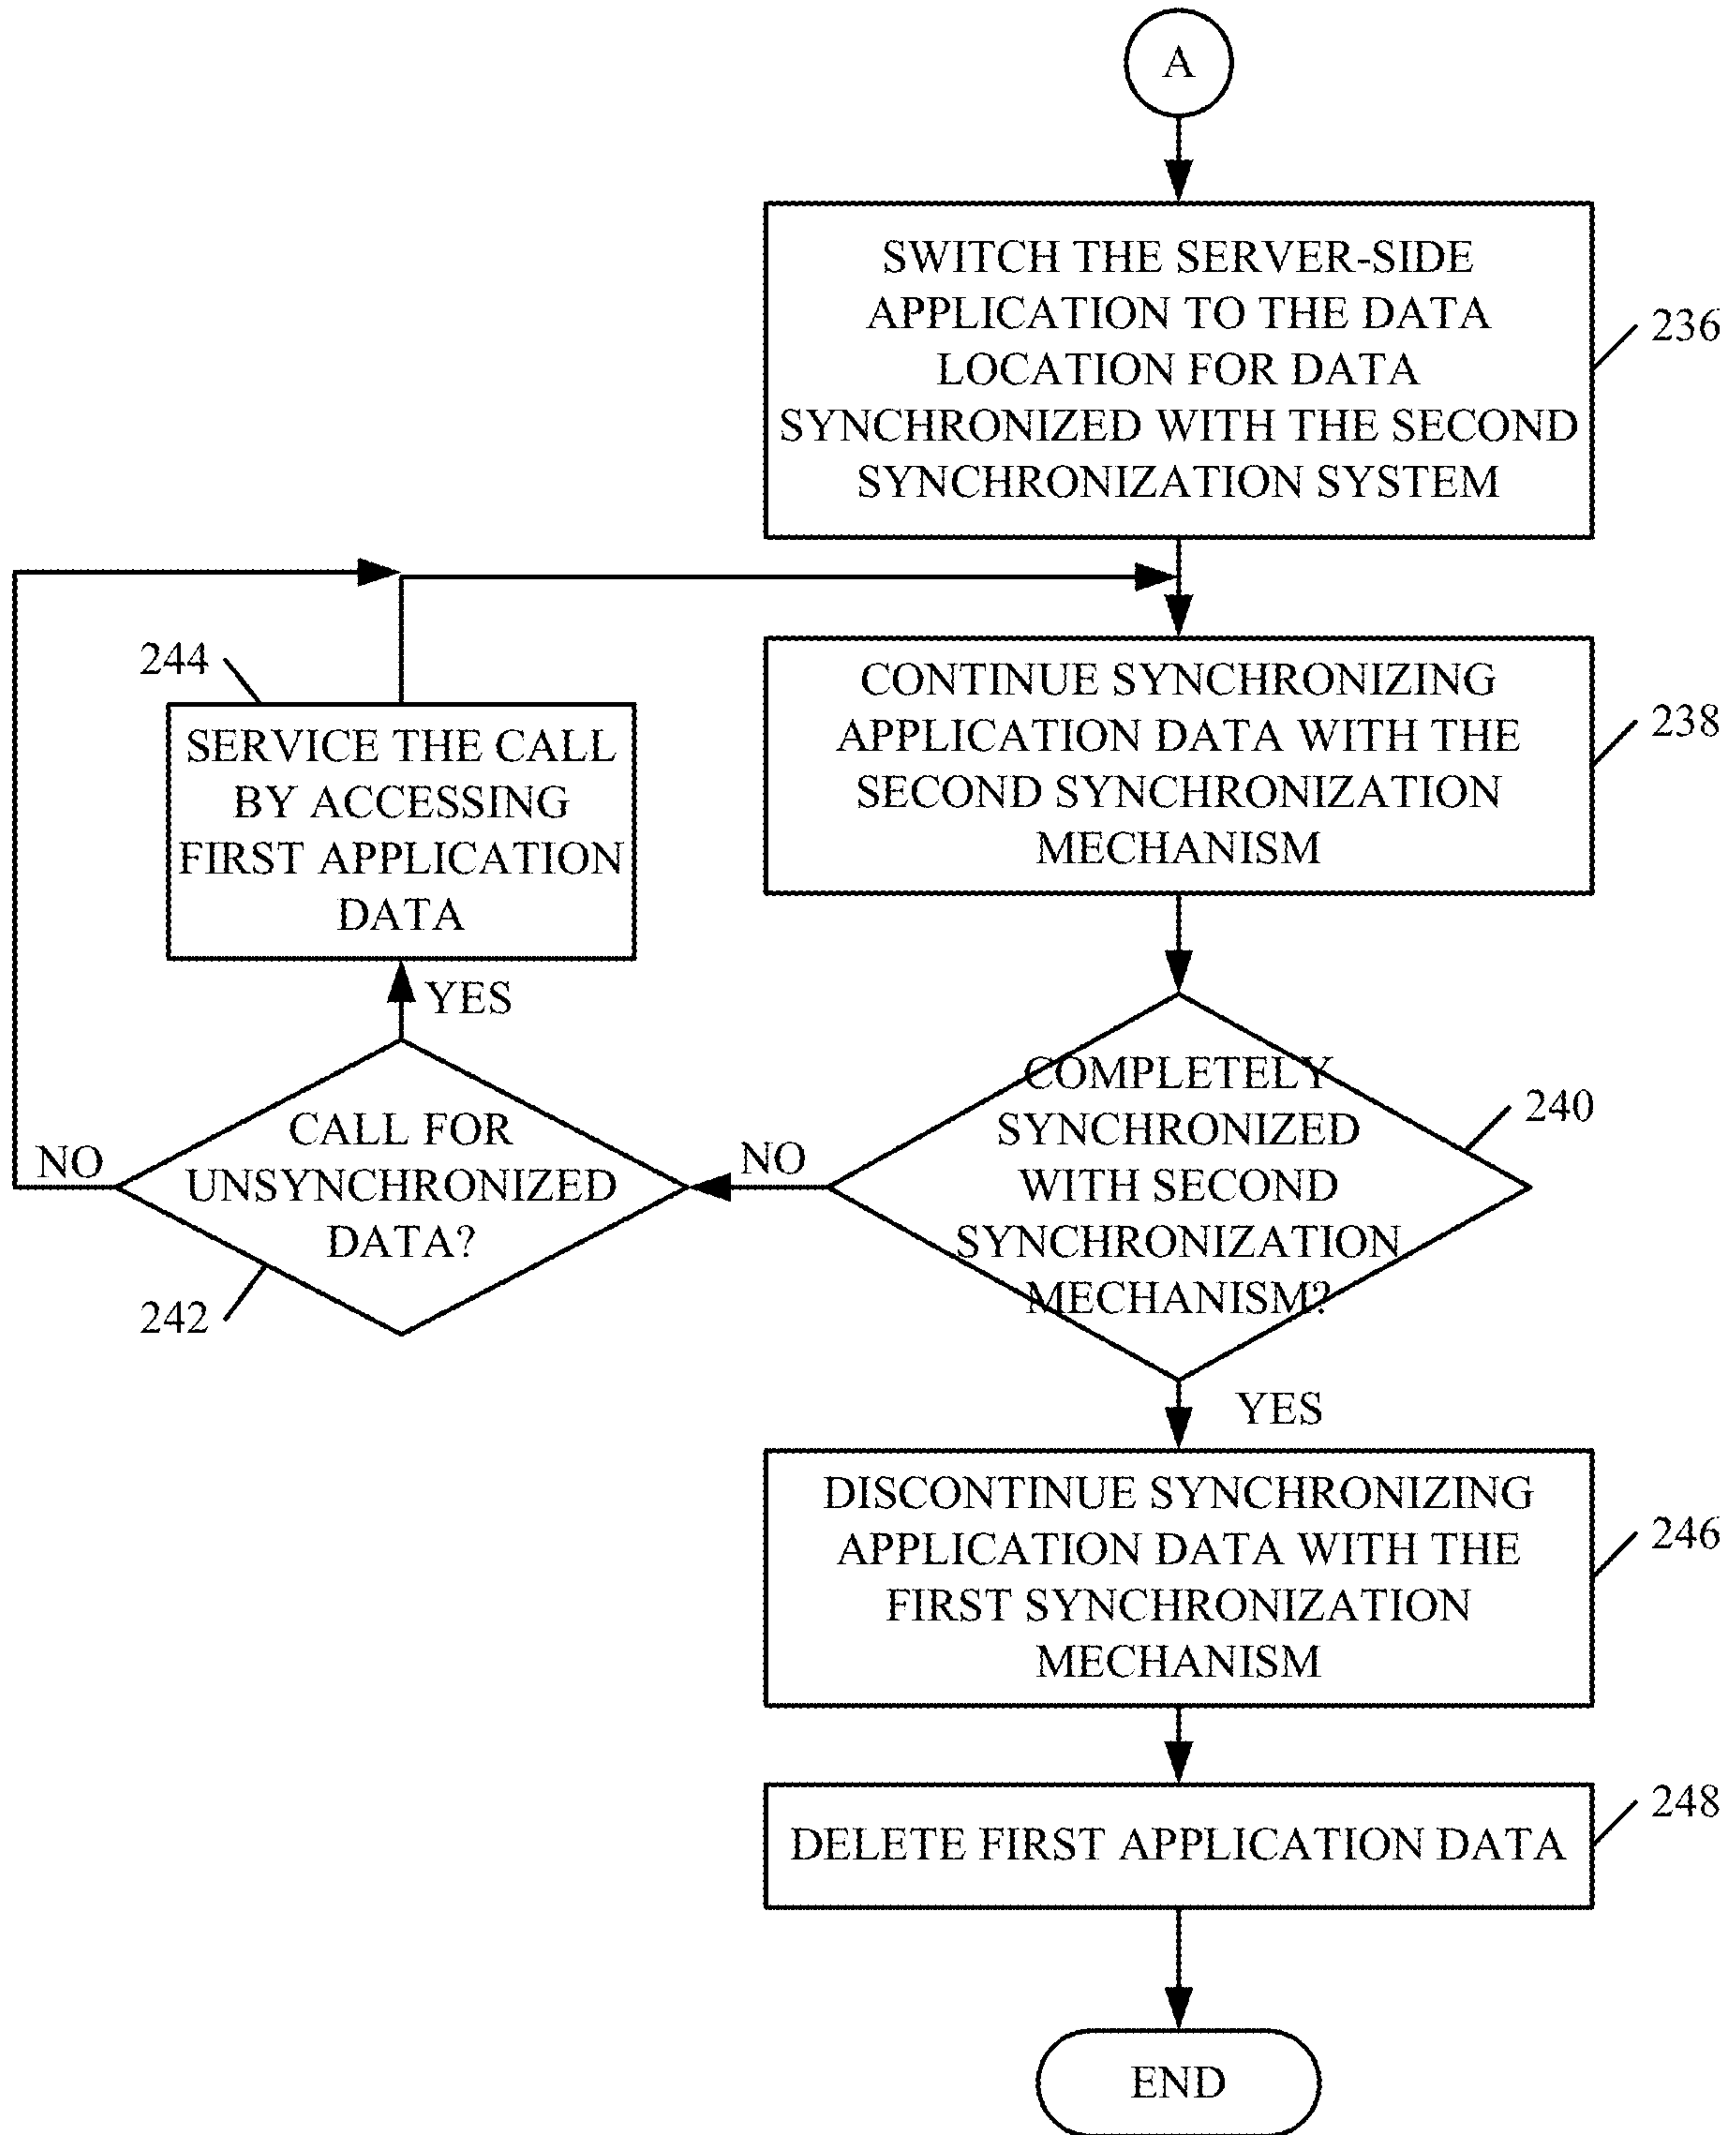 A
SWITCH THE SERVER-SIDE
APPLICATION TO THE DATA
LOCATION FOR DATA
SYNCHRONIZED WITH THE SECOND
SYNCHRONIZATION SYSTEM
236
CONTINUE SYNCHRONIZING
APPLICATION DATA WITH THE
SECOND SYNCHRONIZATION
MECHANISM
238
244
SERVICE THE CALL
BY ACCESSING
FIRST APPLICATION
DATA
YES
COMPLETELY
SYNCHRONIZED
WITH SECOND
SYNCHRONIZATION
MECHANISM?
240
NO
CALL FOR
UNSYNCHRONIZED
DATA?
NO
242
YES
DISCONTINUE SYNCHRONIZING
APPLICATION DATA WITH THE
FIRST SYNCHRONIZATION
MECHANISM
246
DELETE FIRST APPLICATION DATA
248
END